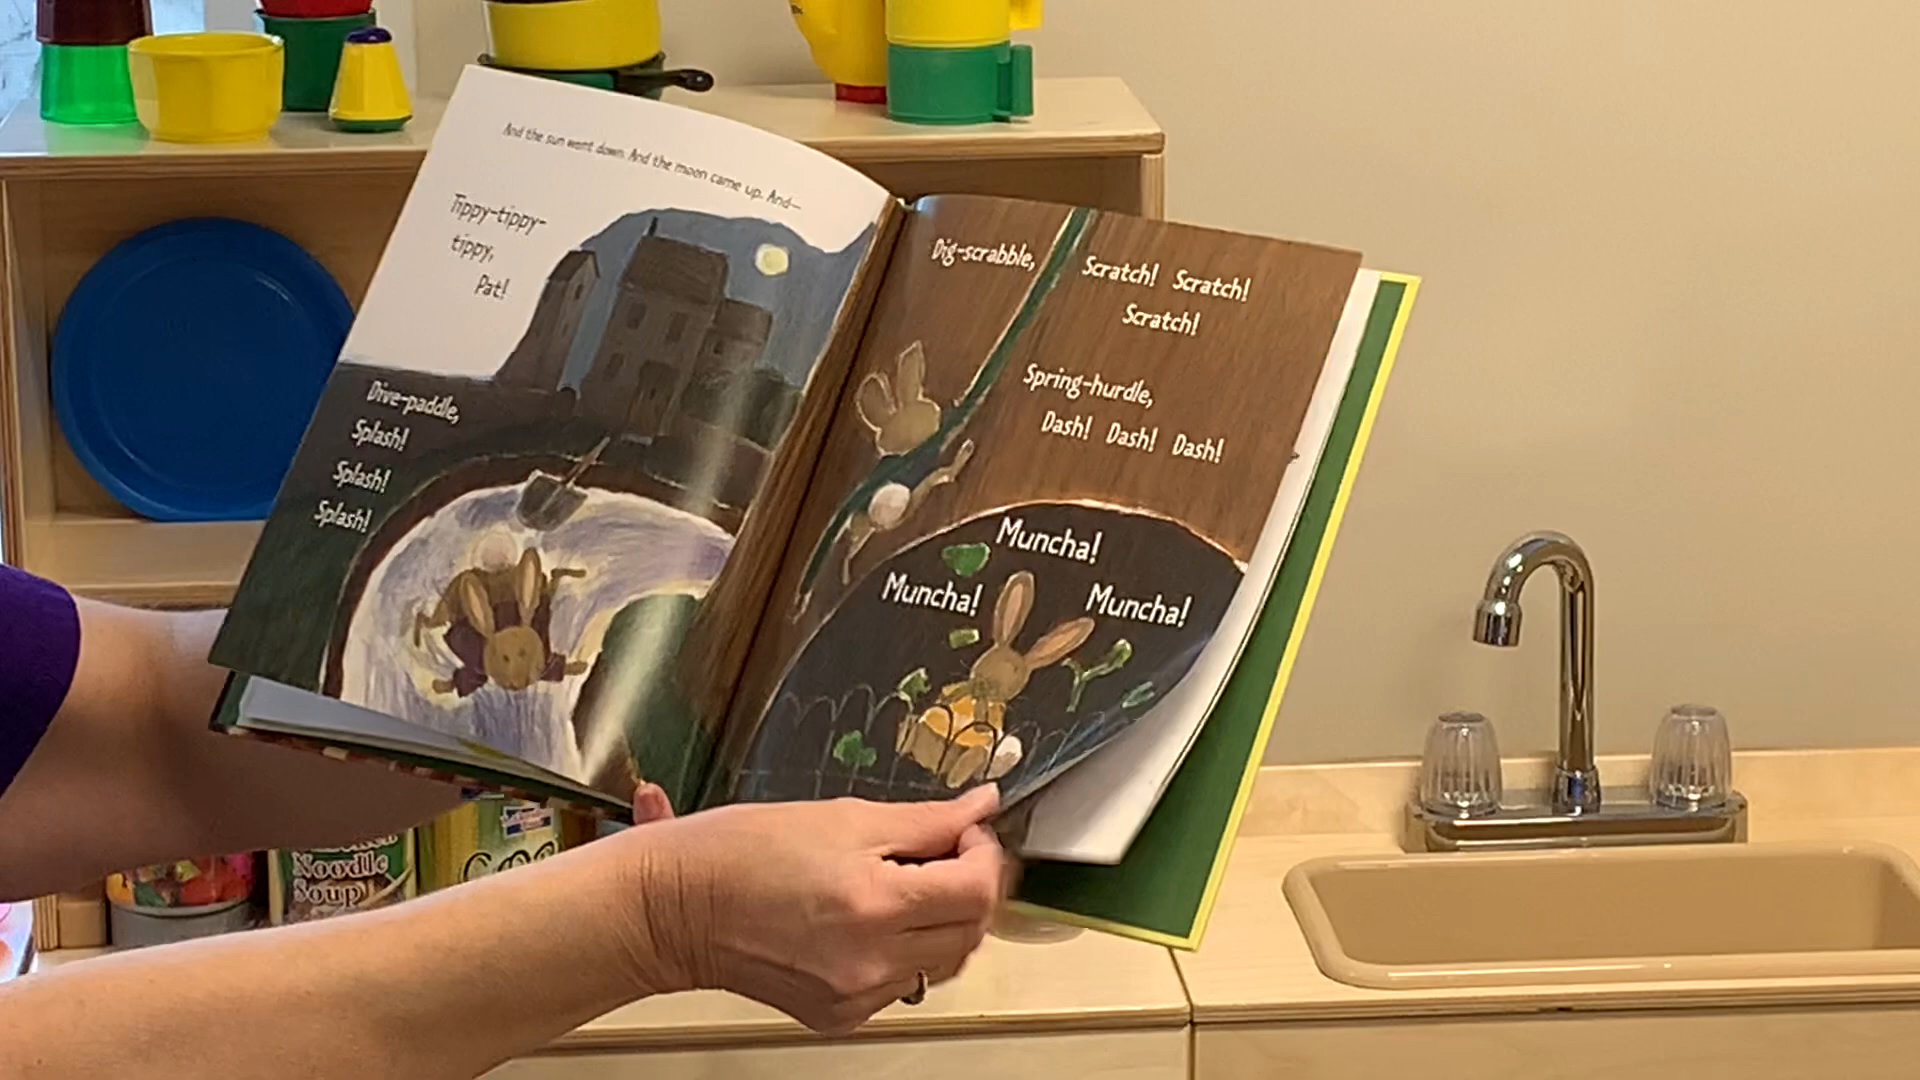 And the sun went down. And the moon came up. And—
Tippy-tippy-
tippy,
Pat!
Dive-paddle,
Splash!
Splash!
Splash!
Dig-scrabble,
Scratch! Scratch!
Scratch!
Spring-hurdle,
Dash! Dash! Dash!
Muncha!
Muncha!
Muncha!
Noodle
Soup